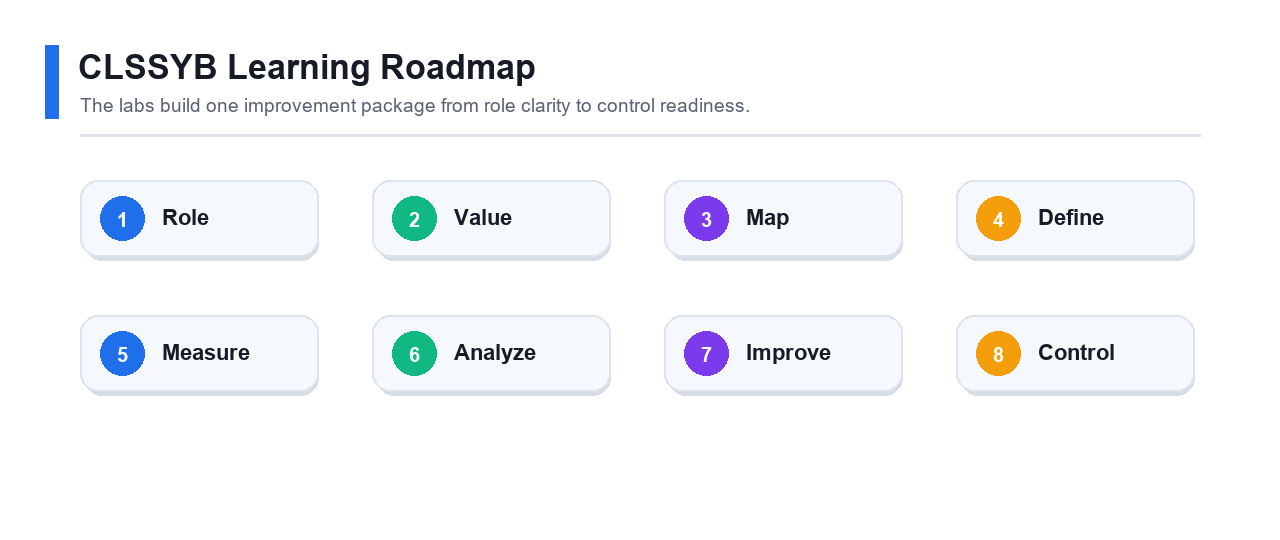 CLSSYB Learning Roadmap
The labs build one improvement package from role clarity to control readiness.
1 Role
2 Value
3 Map
4 Define
5 Measure
6 Analyze
7 Improve
8 Control